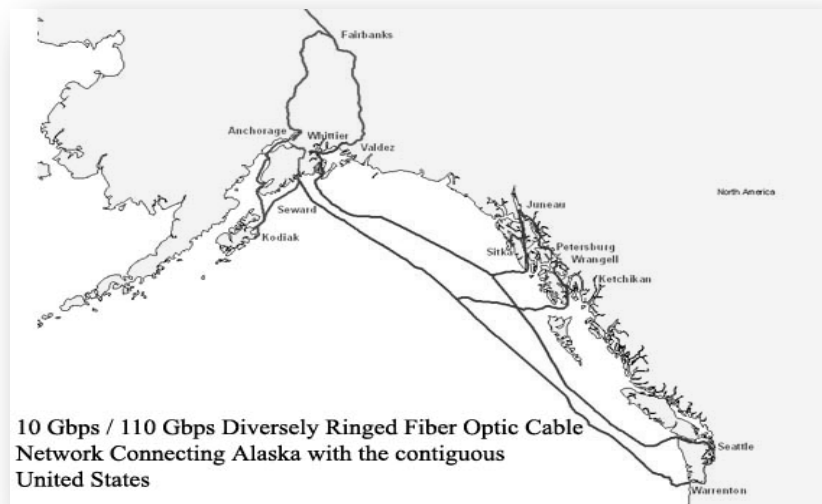 Fairbanks
Anchorage
Whittier
Valdez
North America
Juneau
Seward
Kodiak
Sitka
Petersburg
Wrangell
Ketchikan
10 Gbps / 110 Gbps Diversely Ringed Fiber Optic Cable
Network Connecting Alaska with the contiguous
United States
Seattle
Warrenton